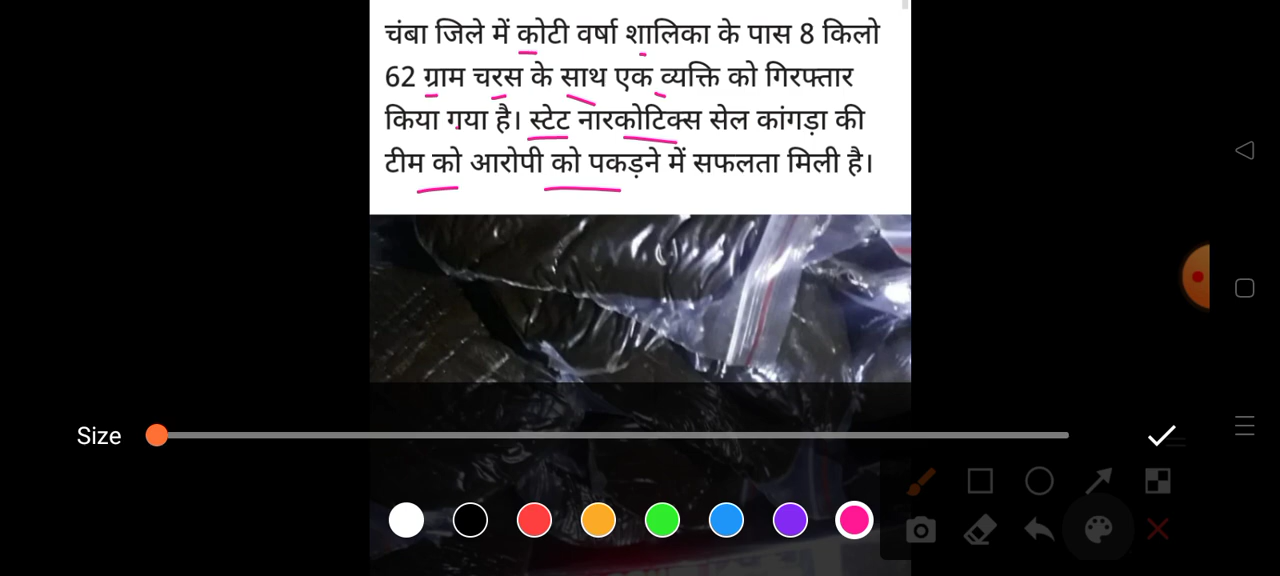 चंबा जिले में कोटी वर्षा शालिका के पास 8 किलो
62 ग्राम चरस के साथ एक व्यक्ति को गिरफ्तार
किया गया है। स्टेट नारकोटिक्स सेल कांगड़ा की
टीम को आरोपी को पकड़ने में सफलता मिली है।
Size